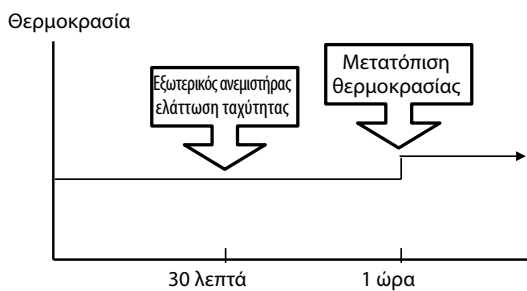 Θερμοκρασία
Εξωτερικός ανεμιστήρας
ελάττωση ταχύτητας
Μετατόπιση
θερμοκρασίας
30 λεπτά
1 ώρα